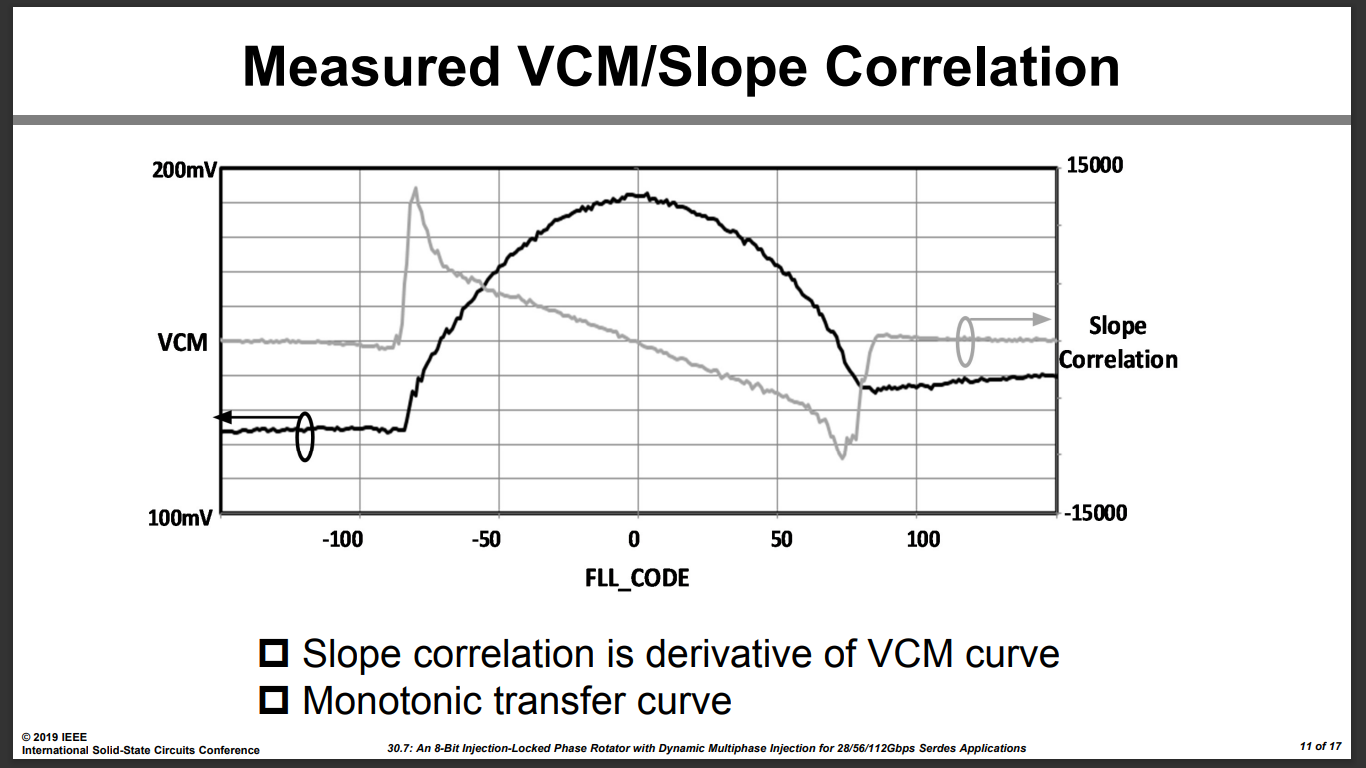 Measured VCM/Slope Correlation
200mV
15000
VCM
Slope
Correlation
100mV
-15000
-100
-50
0
50
100
FLL_CODE
Slope correlation is derivative of VCM curve
Monotonic transfer curve
© 2019 IEEE
International Solid-State Circuits Conference
30.7: An 8-Bit Injection-Locked Phase Rotator with Dynamic Multiphase Injection for 28/56/112Gbps Serdes Applications
11 of 17